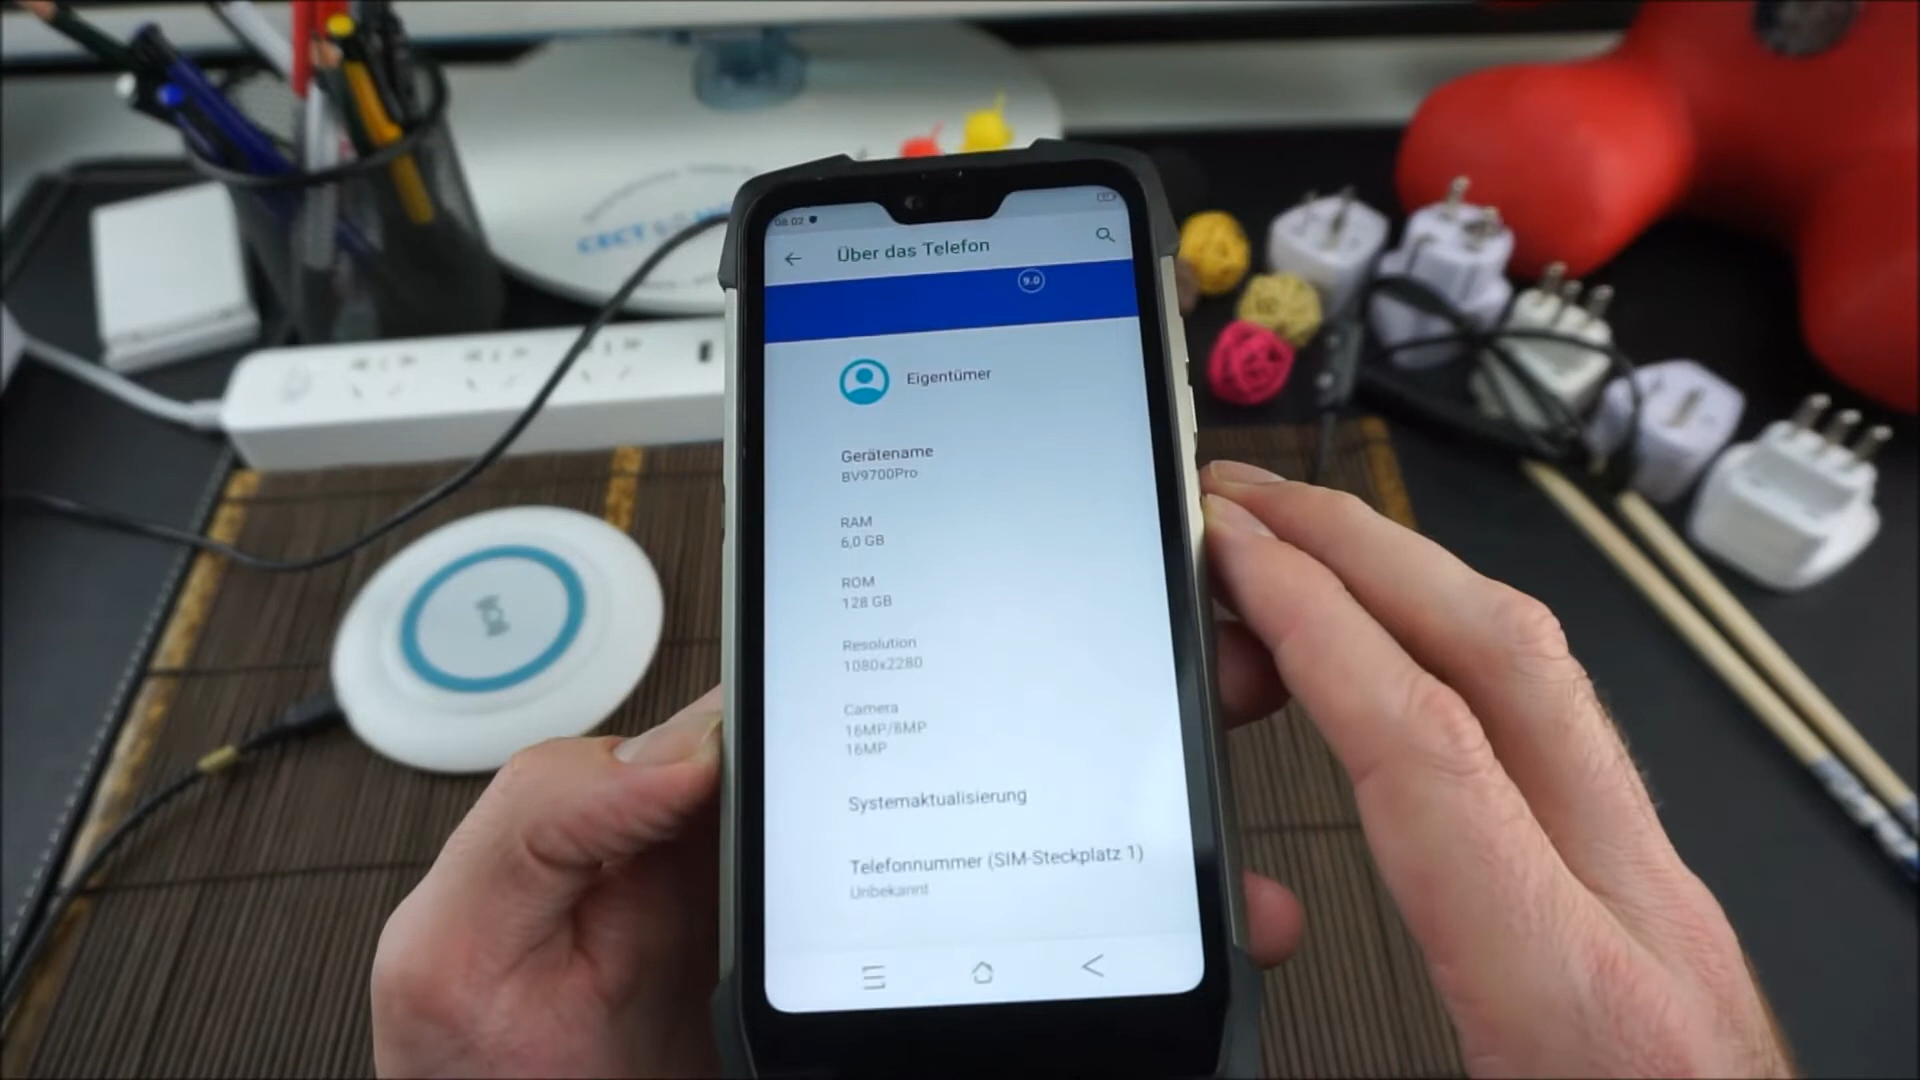 08:02
Über das Telefon
9.0
Eigentümer
Gerätename
BV9700Pro
RAM
6,0 GB
ROM
128 GB
Resolution
1080x2280
Camera
16MP/8MP
16MP
Systemaktualisierung
Telefonnummer (SIM-Steckplatz 1)
Unbekannt
CECT